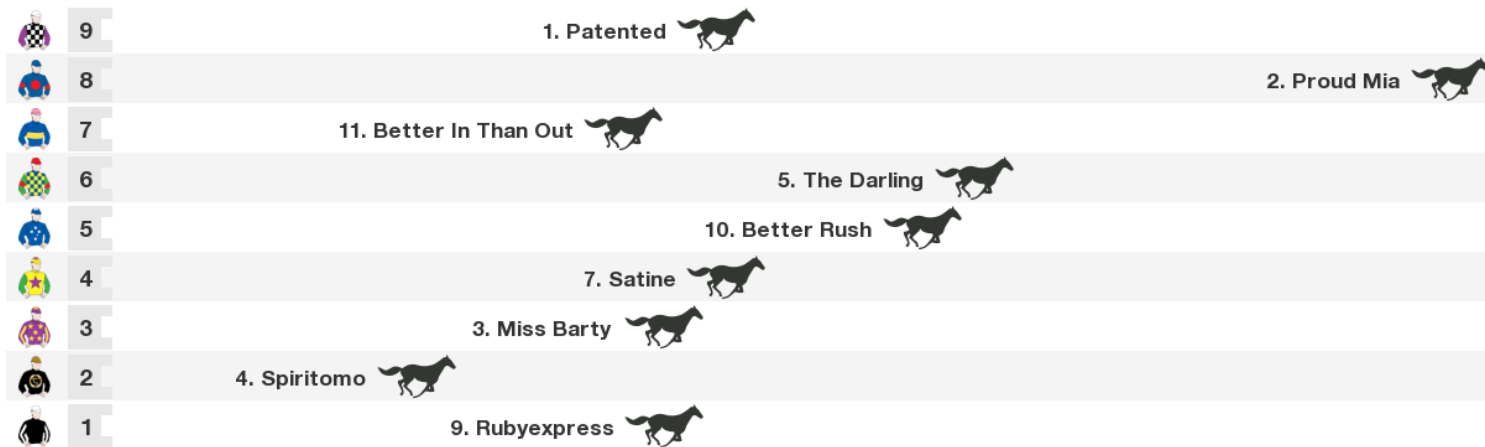 9 1. Patented
8 2. Proud Mia
7 11. Better In Than Out
6 5. The Darling
5 10. Better Rush
4 7. Satine
3 3. Miss Barty
2 4. Spiritomo
1 9. Rubyexpress